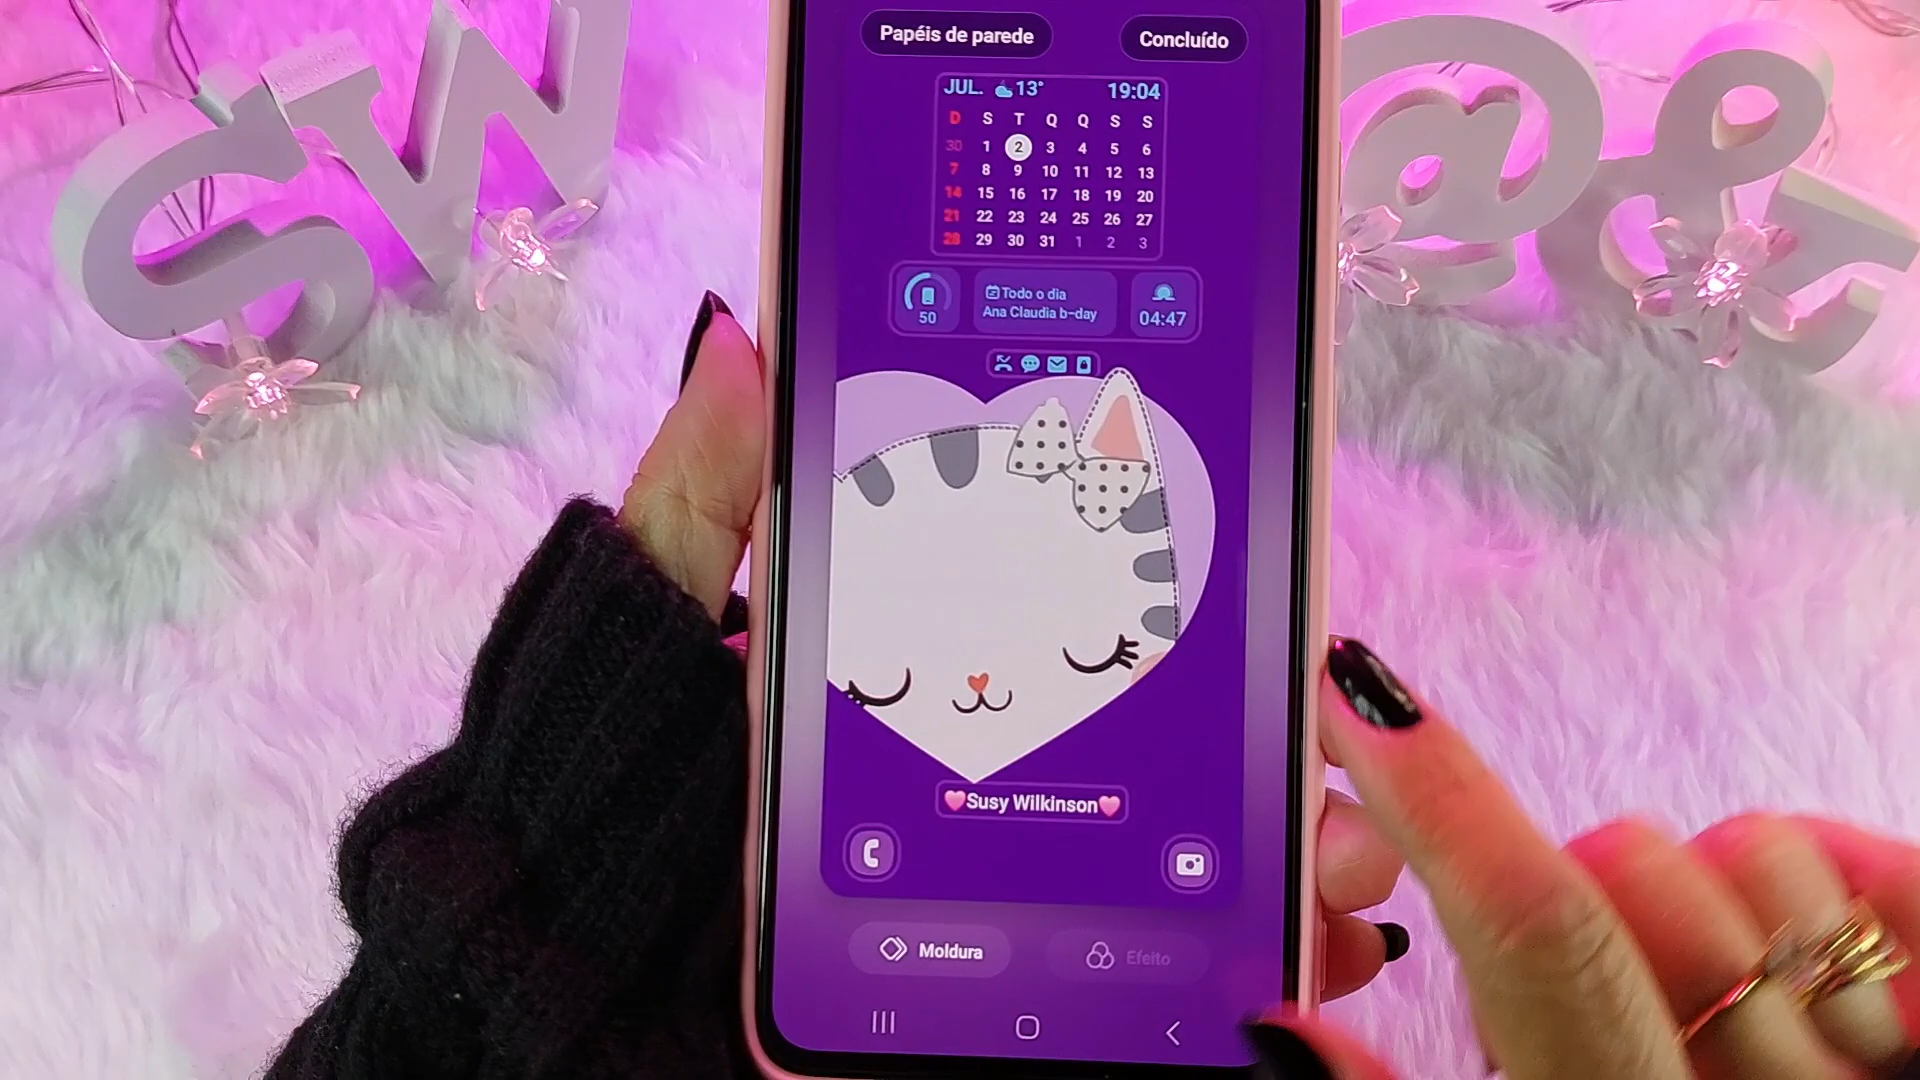 SW
@
&
Papéis de parede
Concluído
JUL. 13° 19:04
D S T Q Q S S
30 1 2 3 4 5 6
7 8 9 10 11 12 13
14 15 16 17 18 19 20
21 22 23 24 25 26 27
28 29 30 31 1 2 3
50
Todo o dia
Ana Claudia b-day
04:47
Susy Wilkinson
Moldura
Efeito